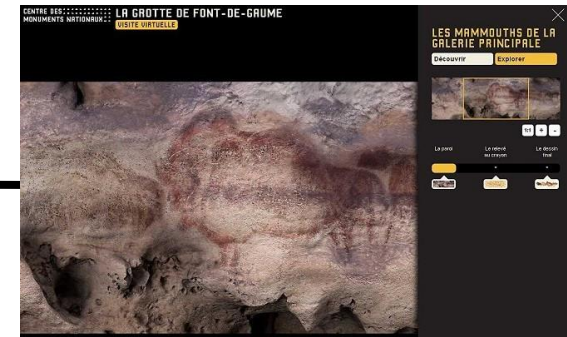 CENTRE DES
MONUMENTS NATIONAUX
LA GROTTE DE FONT-DE-GAUME
VISITE VIRTUELLE
LES MAMMOUTHS DE LA
GALERIE PRINCIPALE
Découvrir
Explorer
1:1 + -
La paroi
Le relevé
au crayon
Le dessin
final